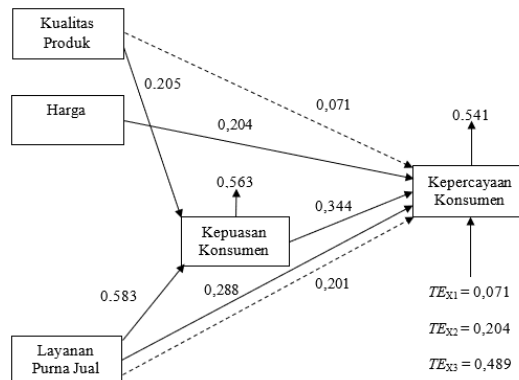 Kualitas
Produk
0.205
Harga
0,204
0,071
0.541
0.563
Kepercayaan
Konsumen
0,344
Kepuasan
Konsumen
0.583
0,288
0,201
TEX1 = 0,071
TEX2 = 0,204
TEX3 = 0,489
Layanan
Purna Jual